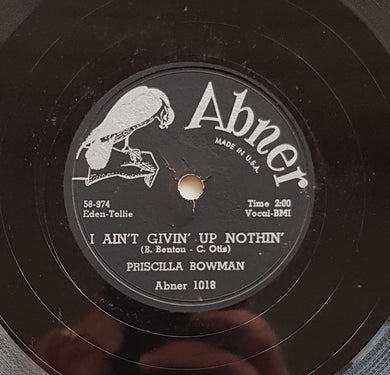 Abner
MADE IN U.S.A.
58-974
Eden-Tollie
Time 2:00
Vocal-BMI
I AIN'T GIVIN' UP NOTHIN'
(B. Bentou - C. Otis)
PRISCILLA BOWMAN
Abner 1018